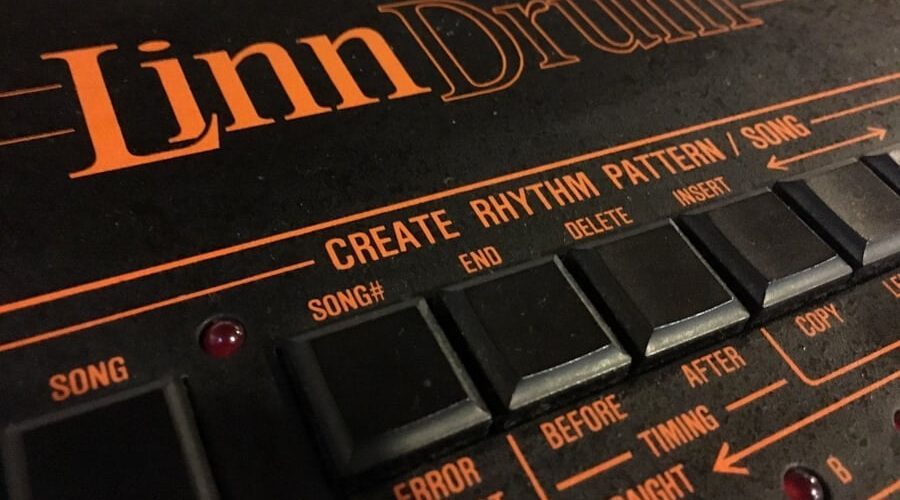 LinnDrum
CREATE RHYTHM PATTERN / SONG
SONG# END DELETE INSERT
SONG
BEFORE AFTER COPY
ERROR TIMING
B